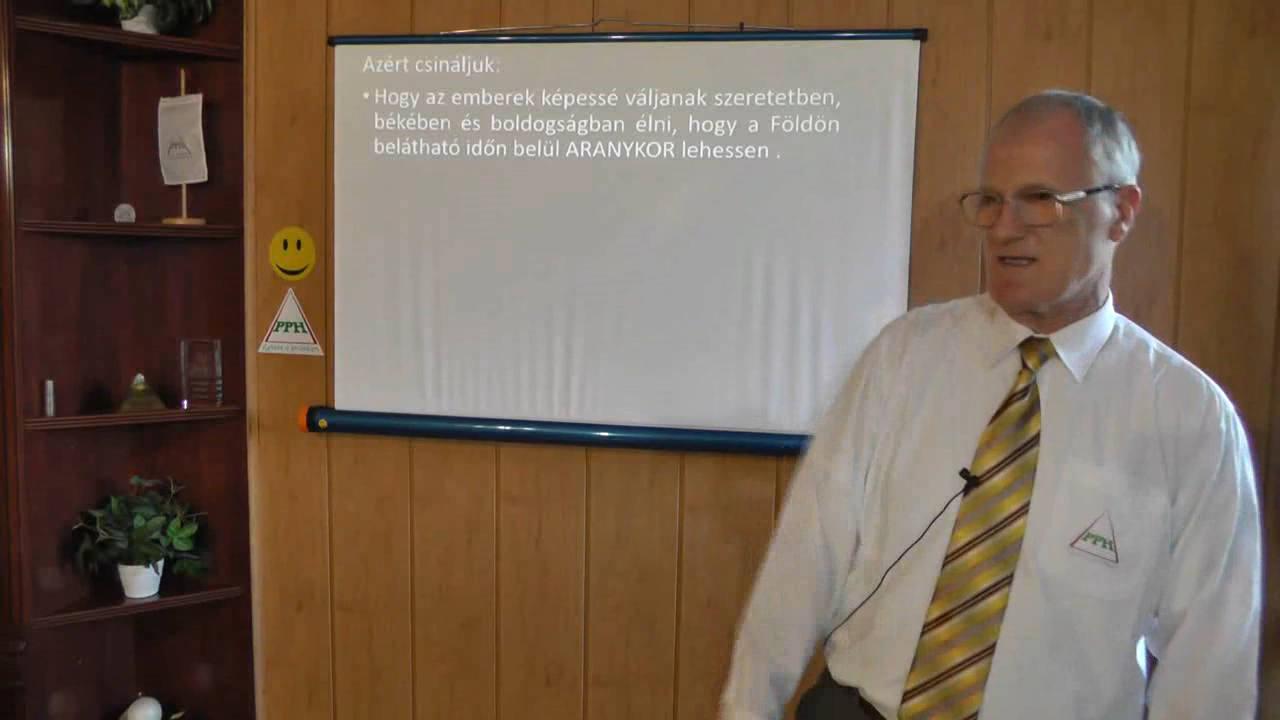 Azért csináljuk:
• Hogy az emberek képessé váljanak szeretetben,
békében és boldogságban élni, hogy a Földön
belátható időn belül ARANYKOR lehessen .
PPH
PPH